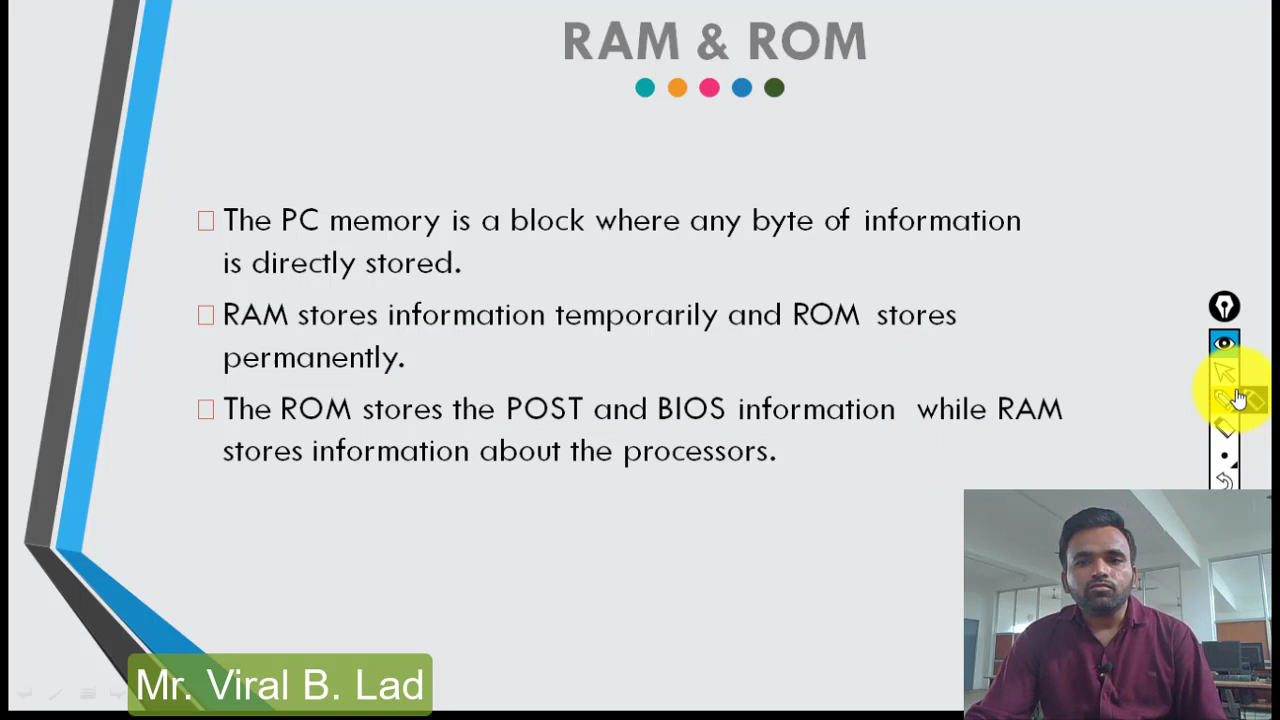 RAM & ROM
The PC memory is a block where any byte of information
is directly stored.
RAM stores information temporarily and ROM stores
permanently.
The ROM stores the POST and BIOS information while RAM
stores information about the processors.
Mr. Viral B. Lad